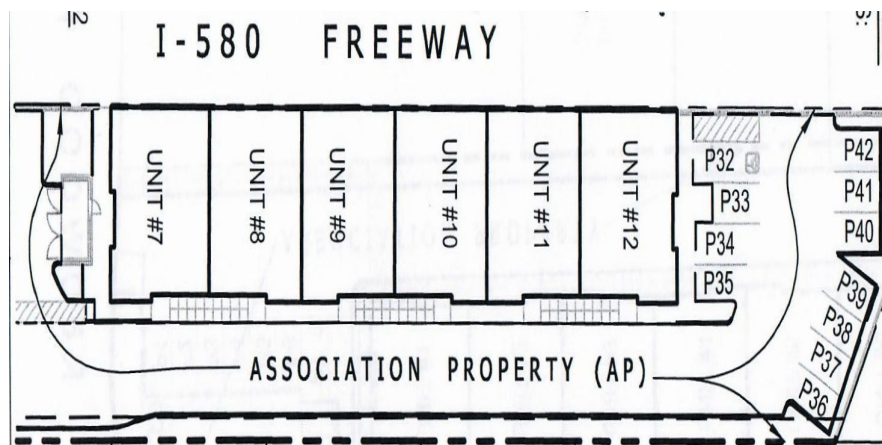 I-580 FREEWAY
UNIT #7
UNIT #8
UNIT #9
UNIT #10
UNIT #11
UNIT #12
P32
P33
P34
P35
P42
P41
P40
P39
P38
P37
P36
ASSOCIATION PROPERTY (AP)